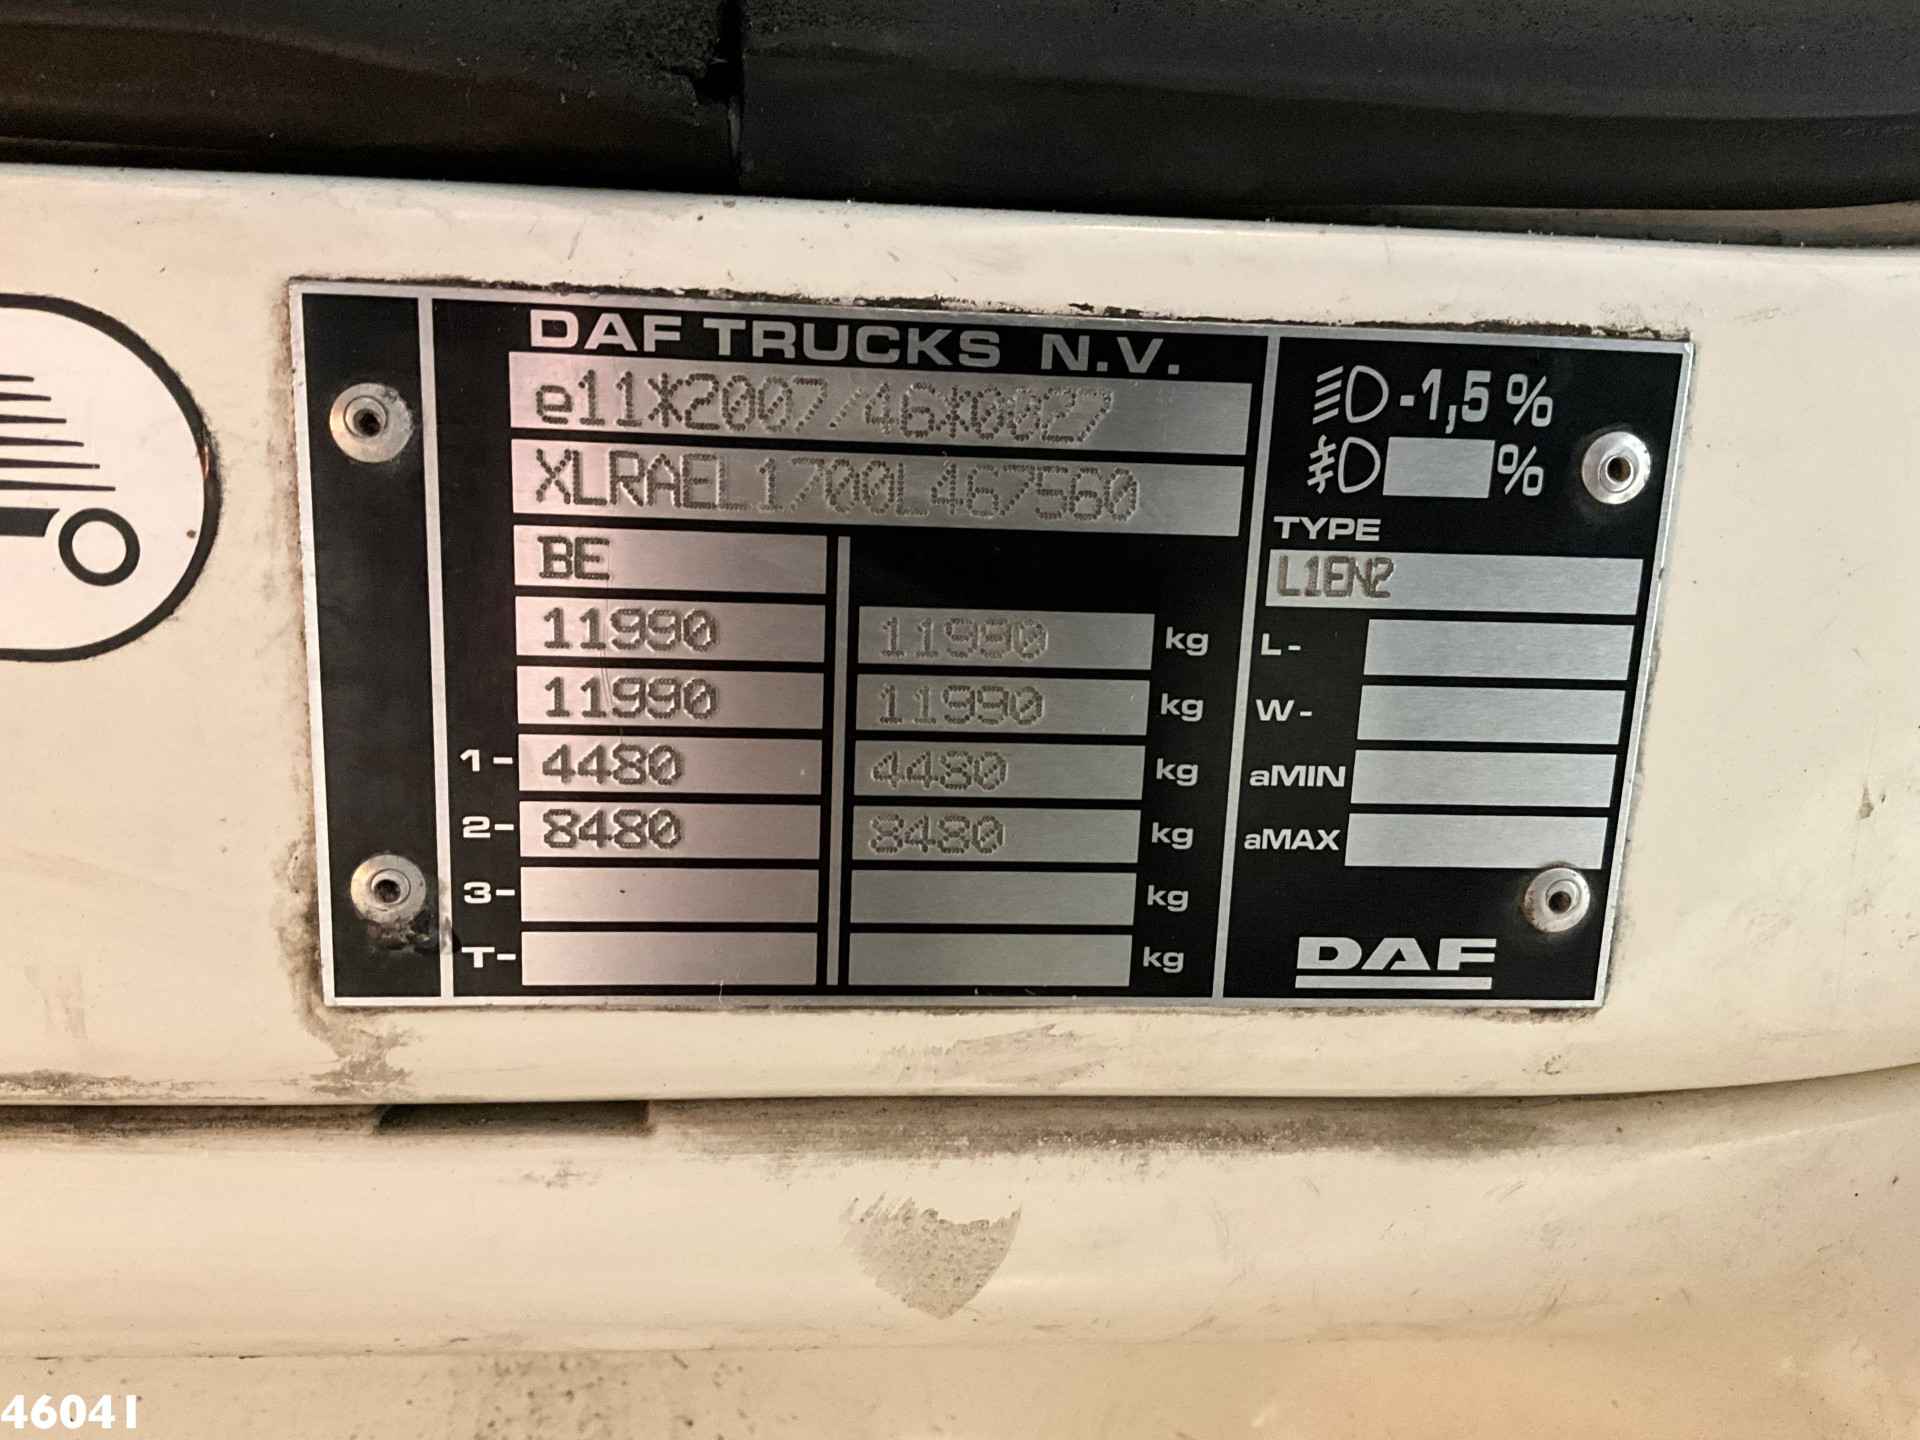 DAF TRUCKS N.V.
e11*2007/46*0027
XLRAEL1700L467560
BE
11990 11990 kg
11990 11990 kg
1- 4480 4480 kg
2- 8480 8480 kg
3- kg
T- kg
-1,5 %
%
TYPE
L1EN2
L-
W-
aMIN
aMAX
DAF
46041